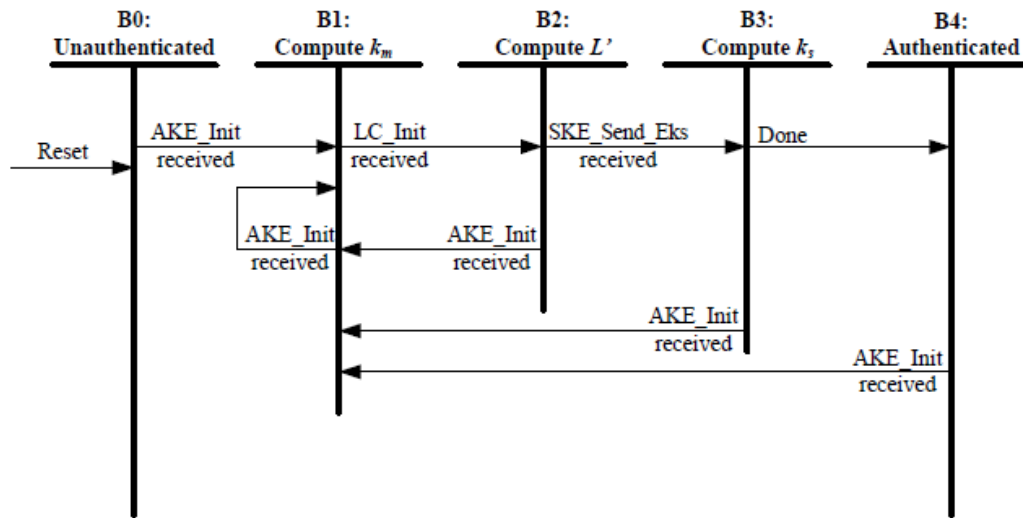 B0:
Unauthenticated
B1:
Compute km
B2:
Compute L’
B3:
Compute ks
B4:
Authenticated
Reset
AKE_Init
received
LC_Init
received
SKE_Send_Eks
received
Done
AKE_Init
received
AKE_Init
received
AKE_Init
received
AKE_Init
received